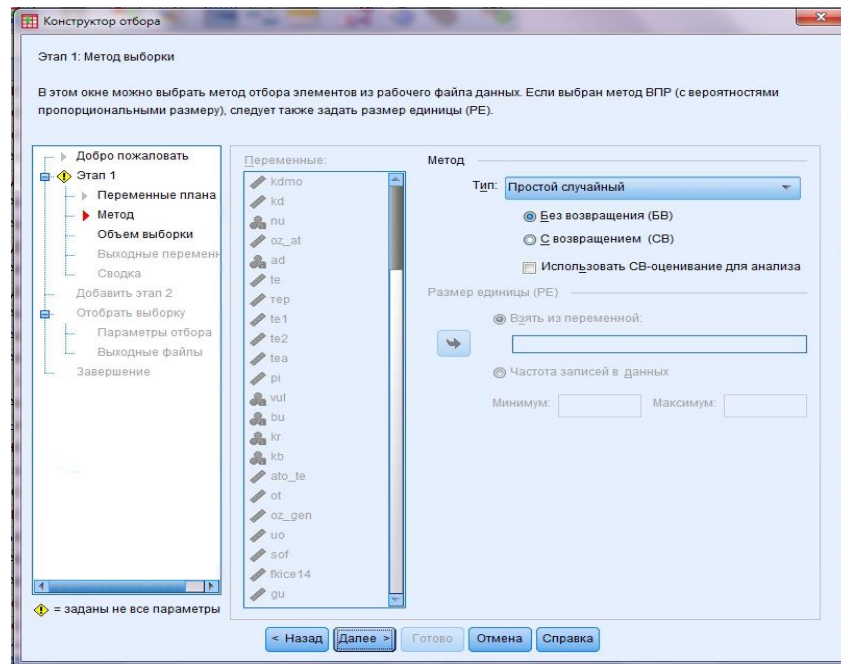 Конструктор отбора
Этап 1: Метод выборки
В этом окне можно выбрать метод отбора элементов из рабочего файла данных. Если выбран метод ВПР (с вероятностями
пропорциональными размеру), следует также задать размер единицы (РЕ).
Добро пожаловать
Этап 1
Переменные плана
Метод
Объем выборки
Выходные перемен
Сводка
Добавить этап 2
Отобрать выборку
Параметры отбора
Выходные файлы
Завершение
= заданы не все параметры
Переменные:
kdmo
kd
nu
oz_at
ad
te
тер
te1
te2
tea
pi
vul
bu
kr
kb
ato_te
ot
oz_gen
uo
sof
fkice14
gu
Метод
Тип: Простой случайный
Без возвращения (БВ)
С возвращением (СВ)
Использовать СВ-оценивание для анализа
Размер единицы (РЕ)
Взять из переменной:
Частота записей в данных
Минимум: Максимум:
< Назад Далее > Готово Отмена Справка